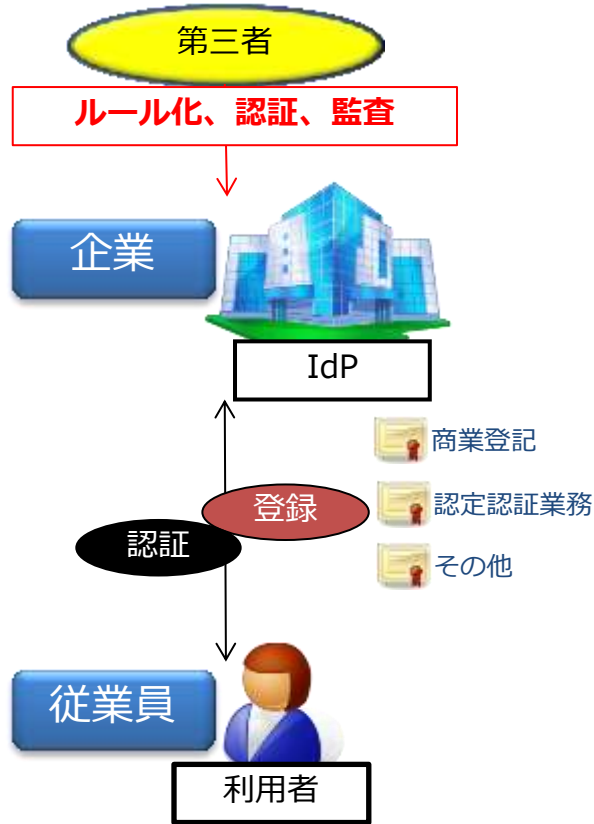 第三者
ルール化、認証、監査
企業
IdP
商業登記
登録
認定認証業務
認証
その他
従業員
利用者